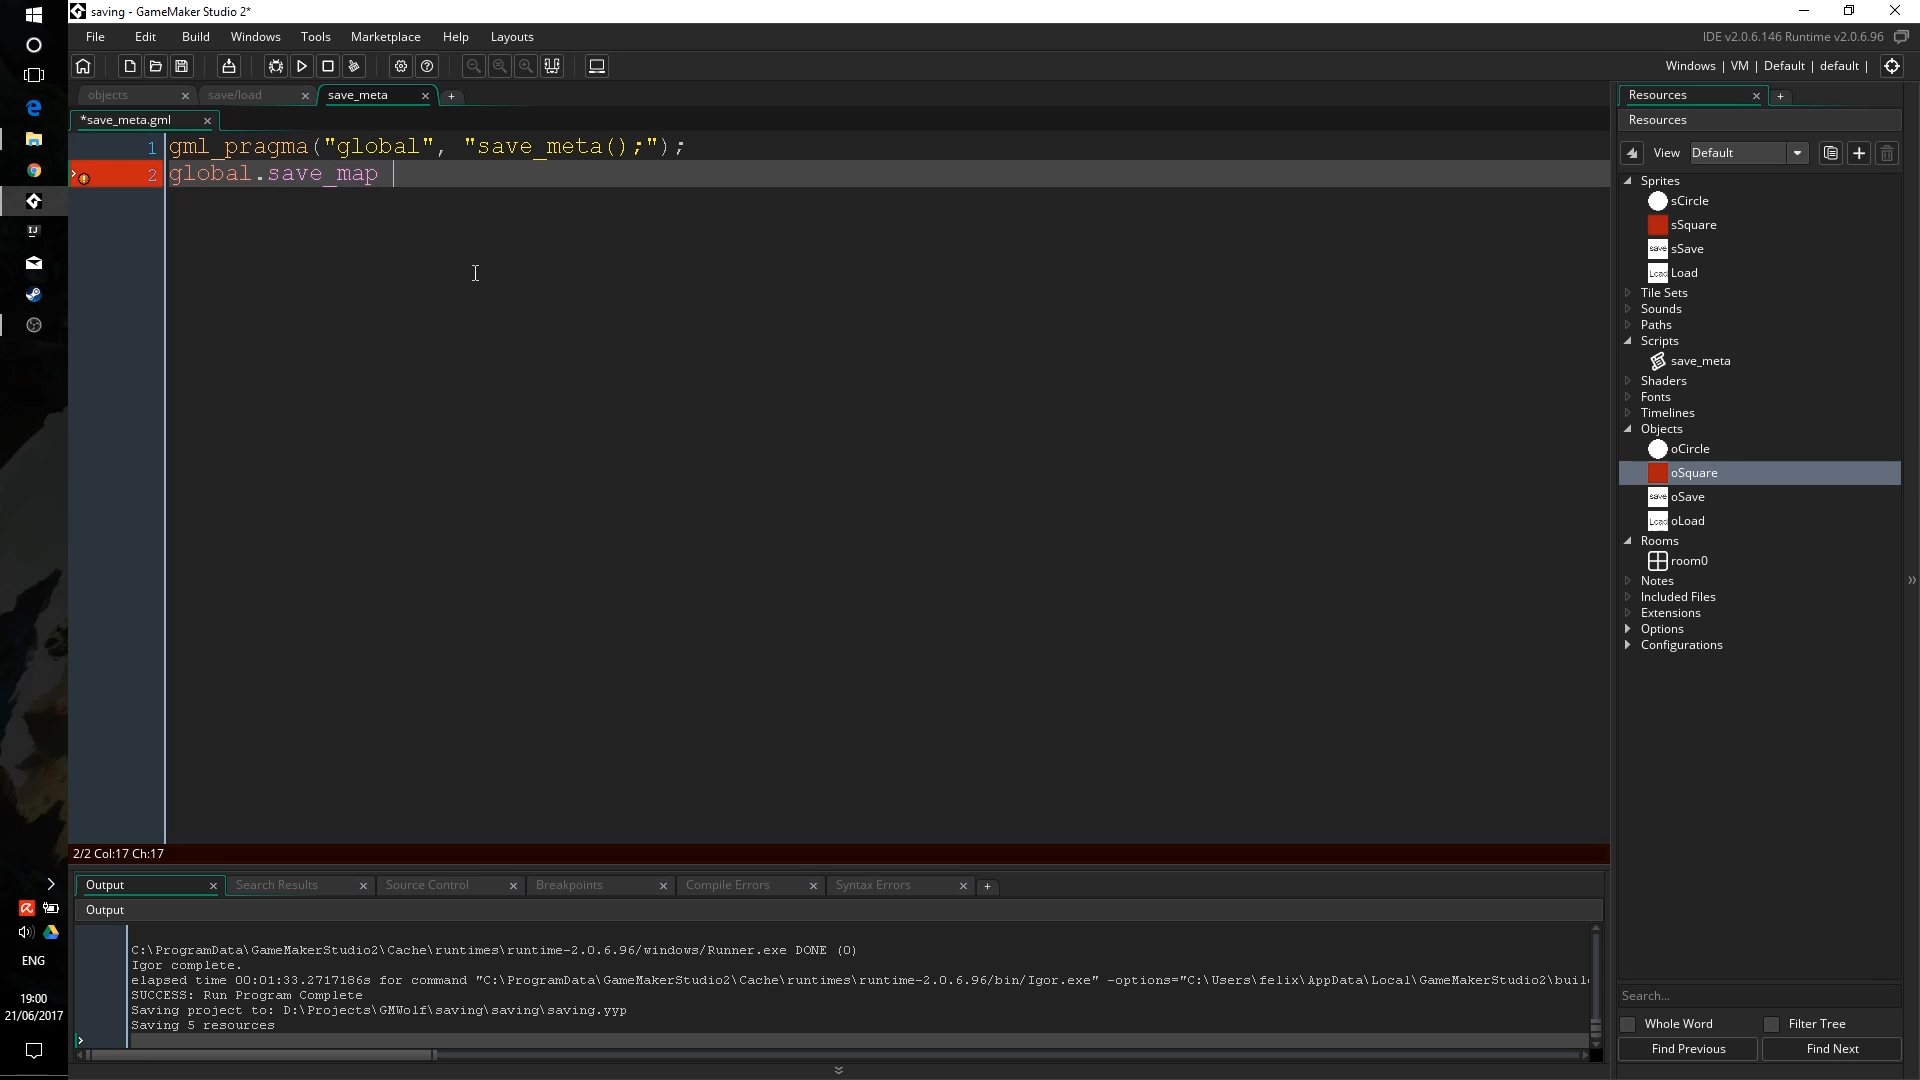 saving - GameMaker Studio 2*
File Edit Build Windows Tools Marketplace Help Layouts
IDE v2.0.6.146 Runtime v2.0.6.96
Windows | VM | Default | default |
objects save/load save_meta
*save_meta.gml
1 gml_pragma("global", "save_meta();");
2 global.save_map
2/2 Col:17 Ch:17
Resources
Resources
View Default
Sprites
sCircle
sSquare
save sSave
Load Load
Tile Sets
Sounds
Paths
Scripts
save_meta
Shaders
Fonts
Timelines
Objects
oCircle
oSquare
save oSave
Load oLoad
Rooms
room0
Notes
Included Files
Extensions
Options
Configurations
Search...
Whole Word Filter Tree
Find Previous Find Next
Output Search Results Source Control Breakpoints Compile Errors Syntax Errors
Output
C:\ProgramData\GameMakerStudio2\Cache\runtimes\runtime-2.0.6.96/windows/Runner.exe DONE (0)
Igor complete.
elapsed time 00:01:33.2717186s for command "C:\ProgramData\GameMakerStudio2\Cache\runtimes\runtime-2.0.6.96/bin/Igor.exe" -options="C:\Users\felix\AppData\Local\GameMakerStudio2\buil
SUCCESS: Run Program Complete
Saving project to: D:\Projects\GMWolf\saving\saving.yyp
Saving 5 resources
IJ
ENG
19:00
21/06/2017